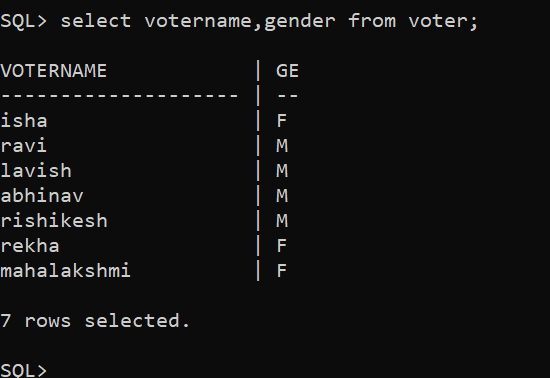 SQL> select votername,gender from voter;
VOTERNAME | GE
-------------------- | --
isha | F
ravi | M
lavish | M
abhinav | M
rishikesh | M
rekha | F
mahalakshmi | F
7 rows selected.
SQL>